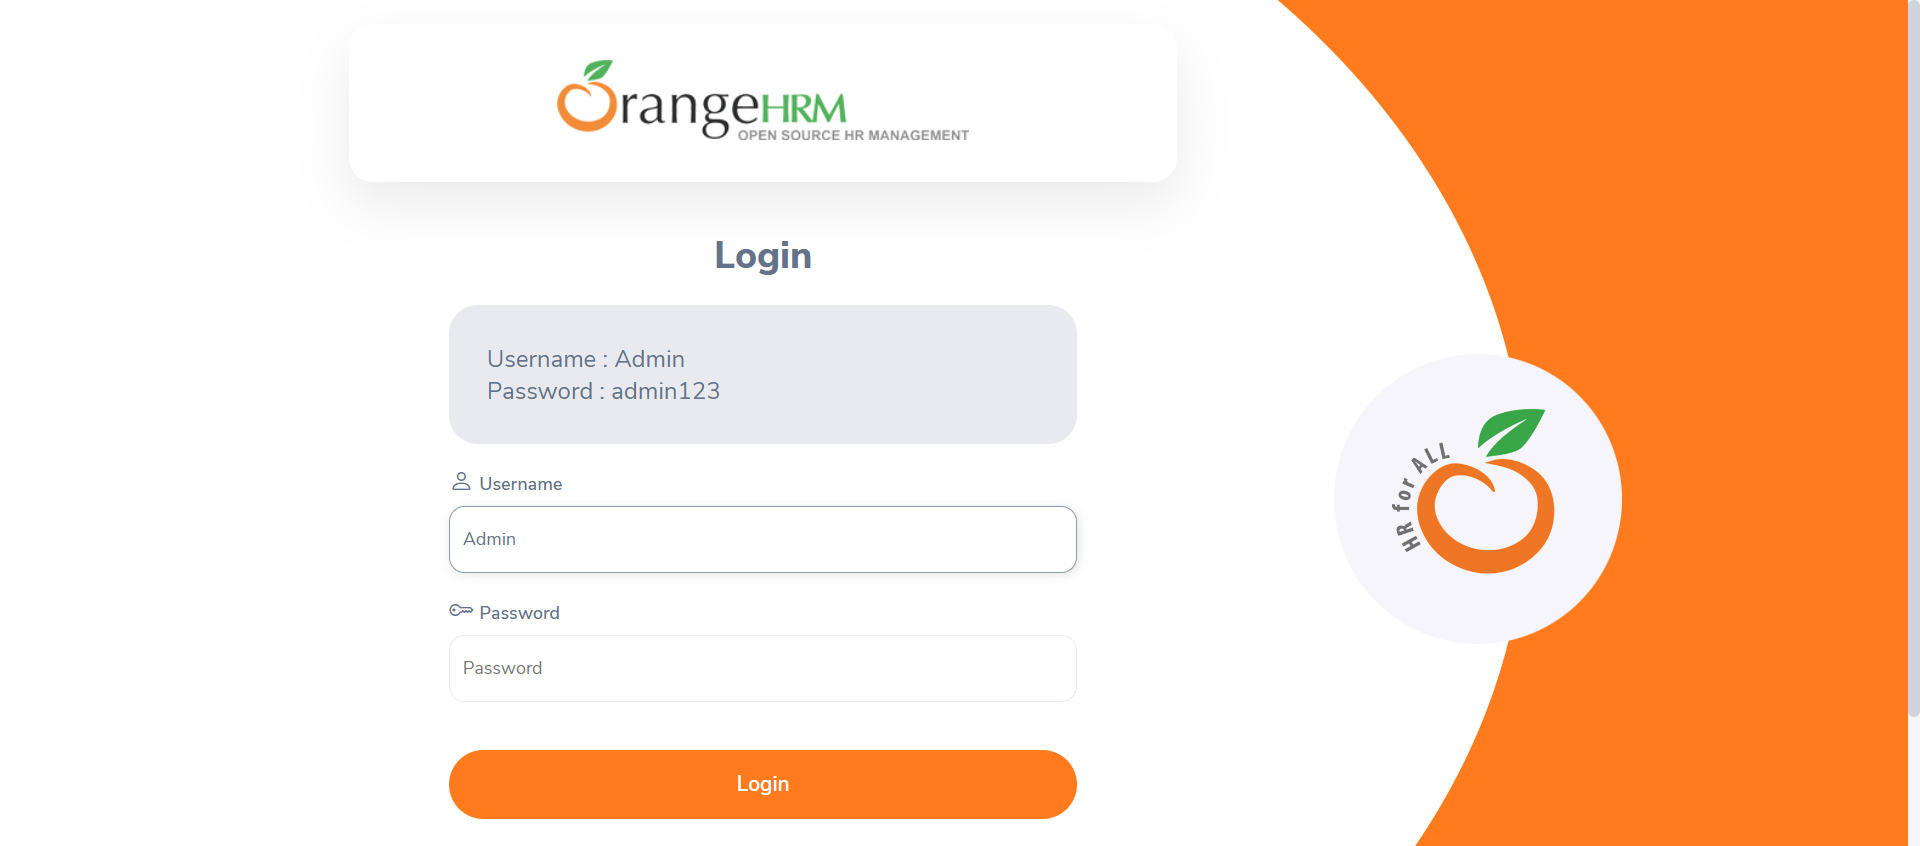 OrangeHRM
OPEN SOURCE HR MANAGEMENT
Login
Username : Admin
Password : admin123
Username
Admin
Password
Password
Login
HR for ALL